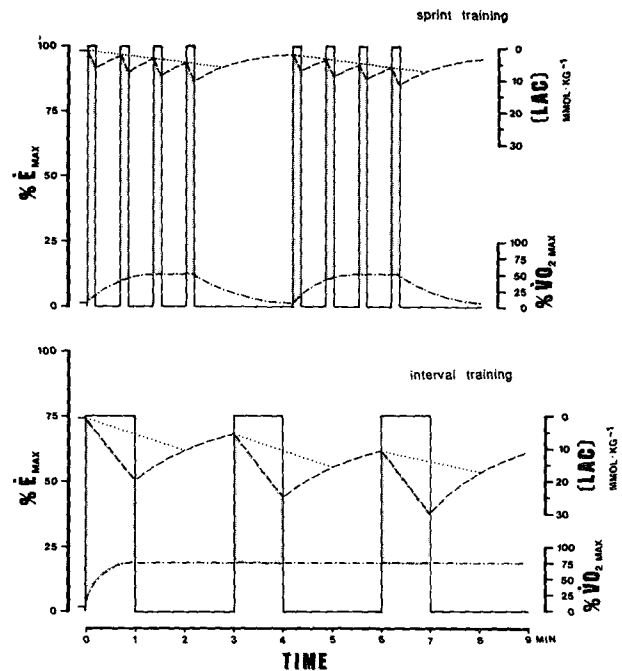 sprint training
100
75
50
25
0
% ĖMAX
0
10
20
30
(LAC)
MMOL·KG⁻¹
100
75
50
25
0
% V̇O2 MAX
interval training
100
75
50
25
0
% ĖMAX
0
10
20
30
(LAC)
MMOL·KG⁻¹
100
75
50
25
0
% V̇O2 MAX
0 1 2 3 4 5 6 7 8 9 MIN
TIME